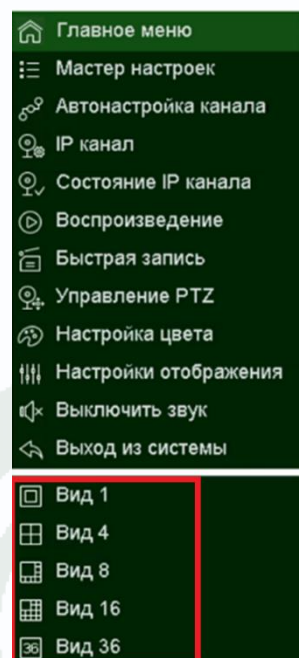 Главное меню
Мастер настроек
Автонастройка канала
IP канал
Состояние IP канала
Воспроизведение
Быстрая запись
Управление PTZ
Настройка цвета
Настройки отображения
Выключить звук
Выход из системы
Вид 1
Вид 4
Вид 8
Вид 16
36 Вид 36